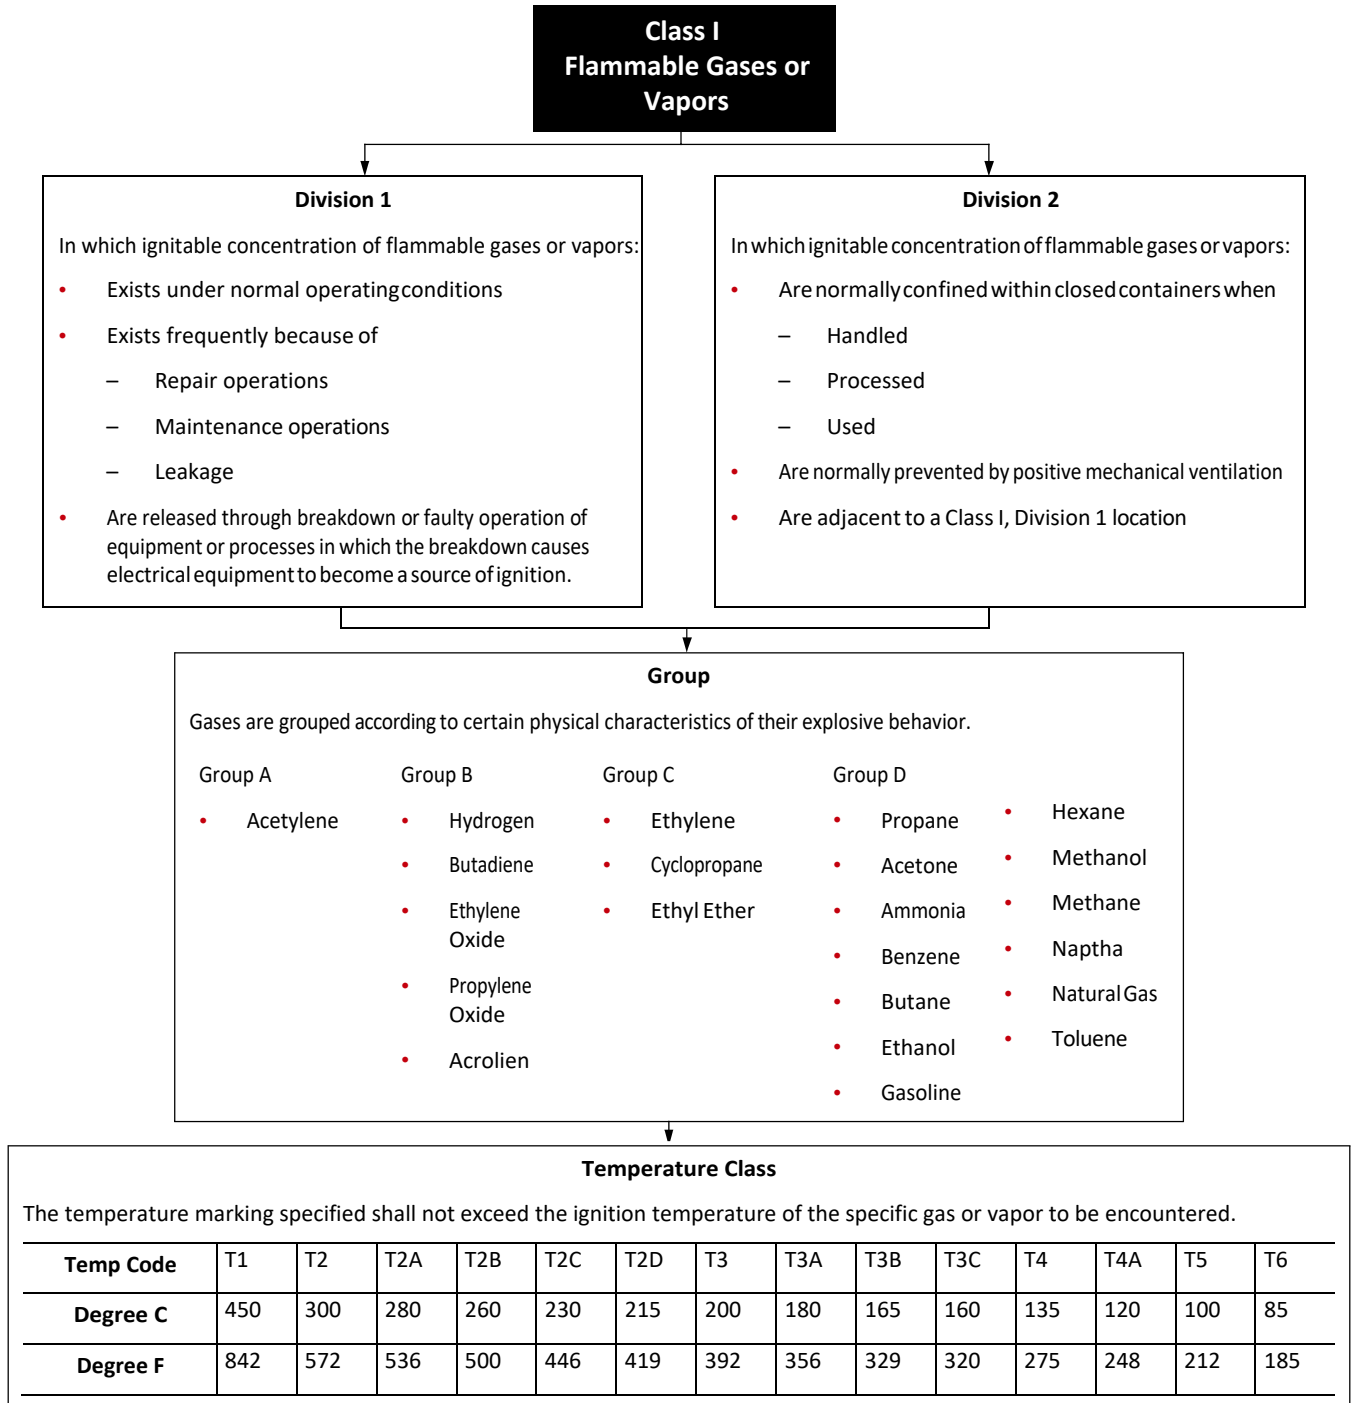 Class I
Flammable Gases or
Vapors
Division 1
In which ignitable concentration of flammable gases or vapors:
• Exists under normal operating conditions
• Exists frequently because of
– Repair operations
– Maintenance operations
– Leakage
• Are released through breakdown or faulty operation of
equipment or processes in which the breakdown causes
electrical equipment to become a source of ignition.
Division 2
In which ignitable concentration of flammable gases or vapors:
• Are normally confined within closed containers when
– Handled
– Processed
– Used
• Are normally prevented by positive mechanical ventilation
• Are adjacent to a Class I, Division 1 location
Group
Gases are grouped according to certain physical characteristics of their explosive behavior.
Group A
• Acetylene
Group B
• Hydrogen
• Butadiene
• Ethylene
Oxide
• Propylene
Oxide
• Acrolien
Group C
• Ethylene
• Cyclopropane
• Ethyl Ether
Group D
• Propane
• Acetone
• Ammonia
• Benzene
• Butane
• Ethanol
• Gasoline
• Hexane
• Methanol
• Methane
• Naptha
• Natural Gas
• Toluene
Temperature Class
The temperature marking specified shall not exceed the ignition temperature of the specific gas or vapor to be encountered.
Temp Code T1 T2 T2A T2B T2C T2D T3 T3A T3B T3C T4 T4A T5 T6
Degree C 450 300 280 260 230 215 200 180 165 160 135 120 100 85
Degree F 842 572 536 500 446 419 392 356 329 320 275 248 212 185